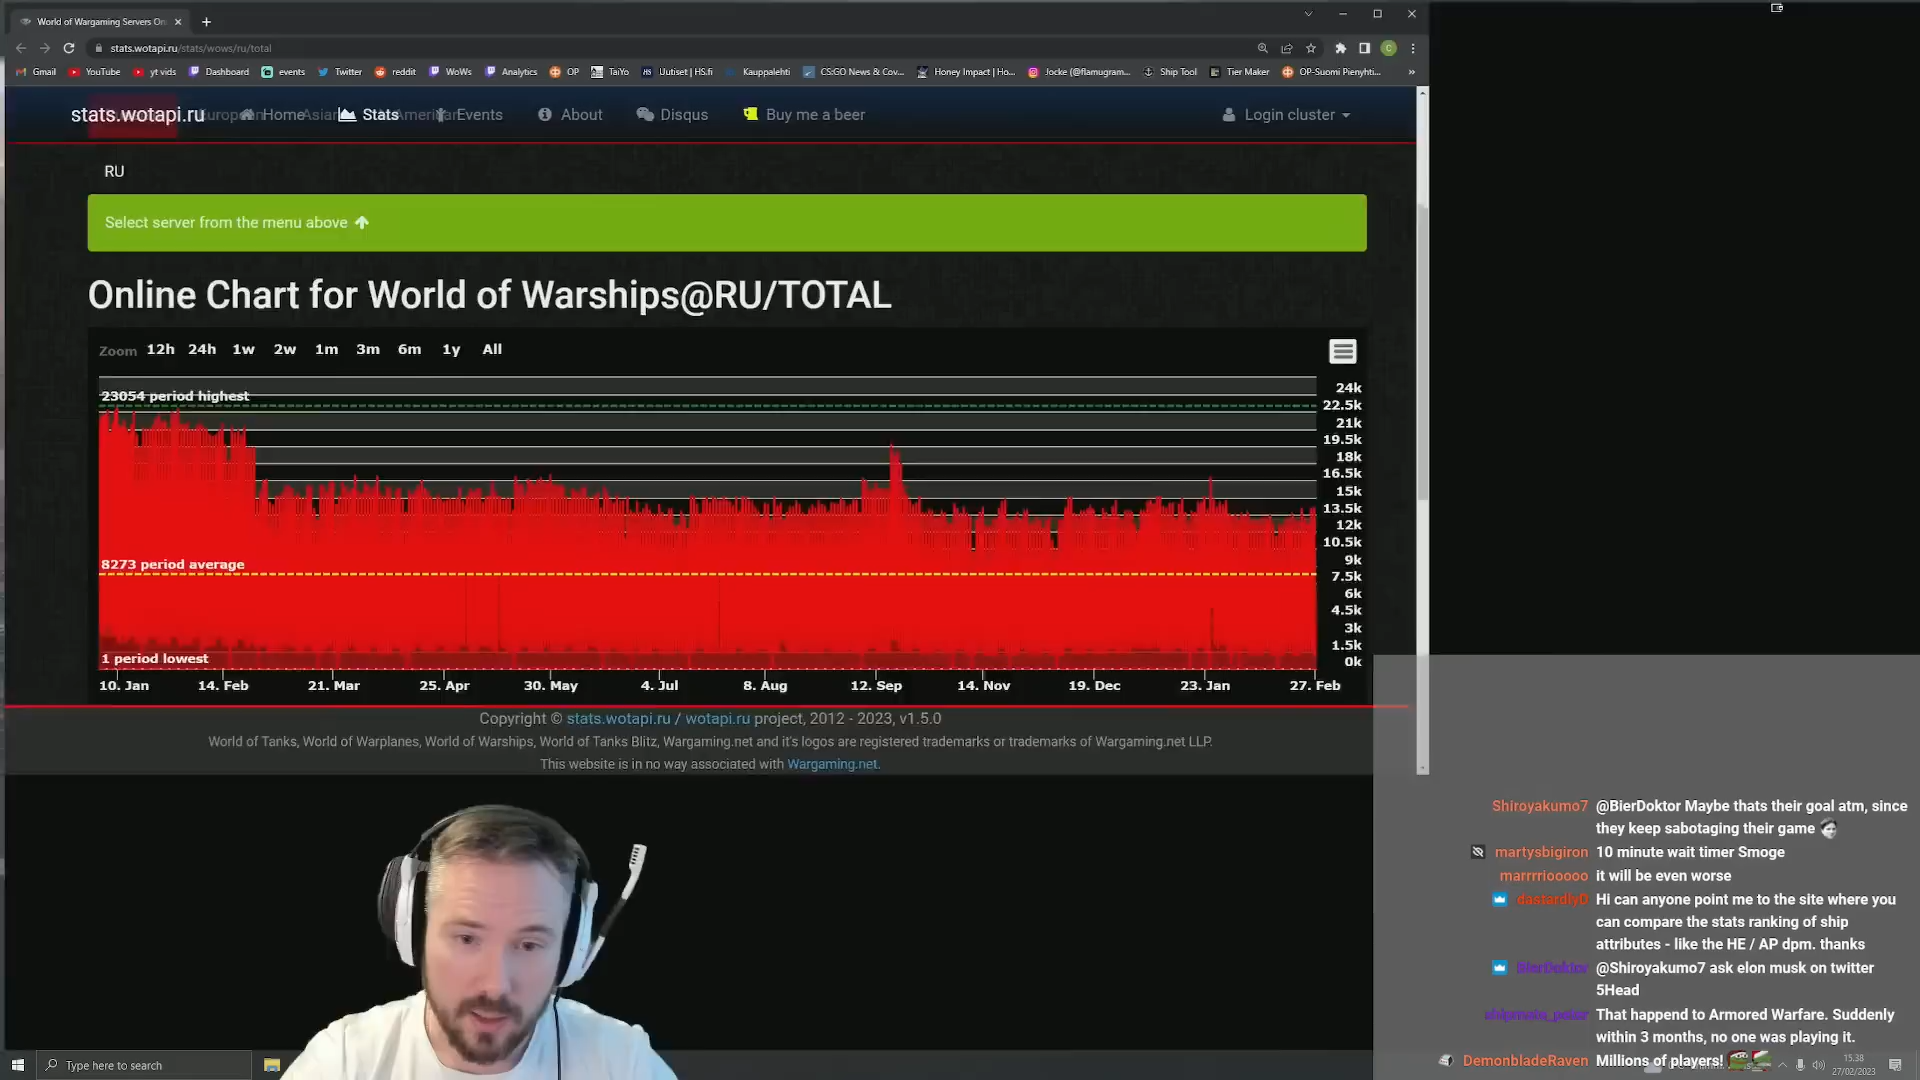 World of Wargaming Servers On
stats.wotapi.ru/stats/wows/ru/total
Gmail YouTube yt vids Dashboard events Twitter reddit WoWs Analytics OP TaiYo Uutiset | HS.fi Kauppalehti CS:GO News & Cov... Honey Impact | Ho... Jocke (@flamugram... Ship Tool Tier Maker OP-Suomi Pienyhti... »
stats.wotapi.ru European Home Asian Stats American Events About Disqus Buy me a beer Login cluster
RU
Select server from the menu above
Online Chart for World of Warships@RU/TOTAL
Zoom 12h 24h 1w 2w 1m 3m 6m 1y All
23054 period highest
8273 period average
1 period lowest
24k
22.5k
21k
19.5k
18k
16.5k
15k
13.5k
12k
10.5k
9k
7.5k
6k
4.5k
3k
1.5k
0k
10. Jan 14. Feb 21. Mar 25. Apr 30. May 4. Jul 8. Aug 12. Sep 14. Nov 19. Dec 23. Jan 27. Feb
Copyright © stats.wotapi.ru / wotapi.ru project, 2012 - 2023, v1.5.0
World of Tanks, World of Warplanes, World of Warships, World of Tanks Blitz, Wargaming.net and it's logos are registered trademarks or trademarks of Wargaming.net LLP.
This website is in no way associated with Wargaming.net.
Shiroyakumo7 @BierDoktor Maybe thats their goal atm, since
they keep sabotaging their game
martysbigiron 10 minute wait timer Smoge
marrrriooooo it will be even worse
dastardlyD Hi can anyone point me to the site where you
can compare the stats ranking of ship
attributes - like the HE / AP dpm. thanks
BierDoktor @Shiroyakumo7 ask elon musk on twitter
5Head
shipmate_peter That happend to Armored Warfare. Suddenly
within 3 months, no one was playing it.
DemonbladeRaven Millions of players!
Type here to search
15.38
27/02/2023